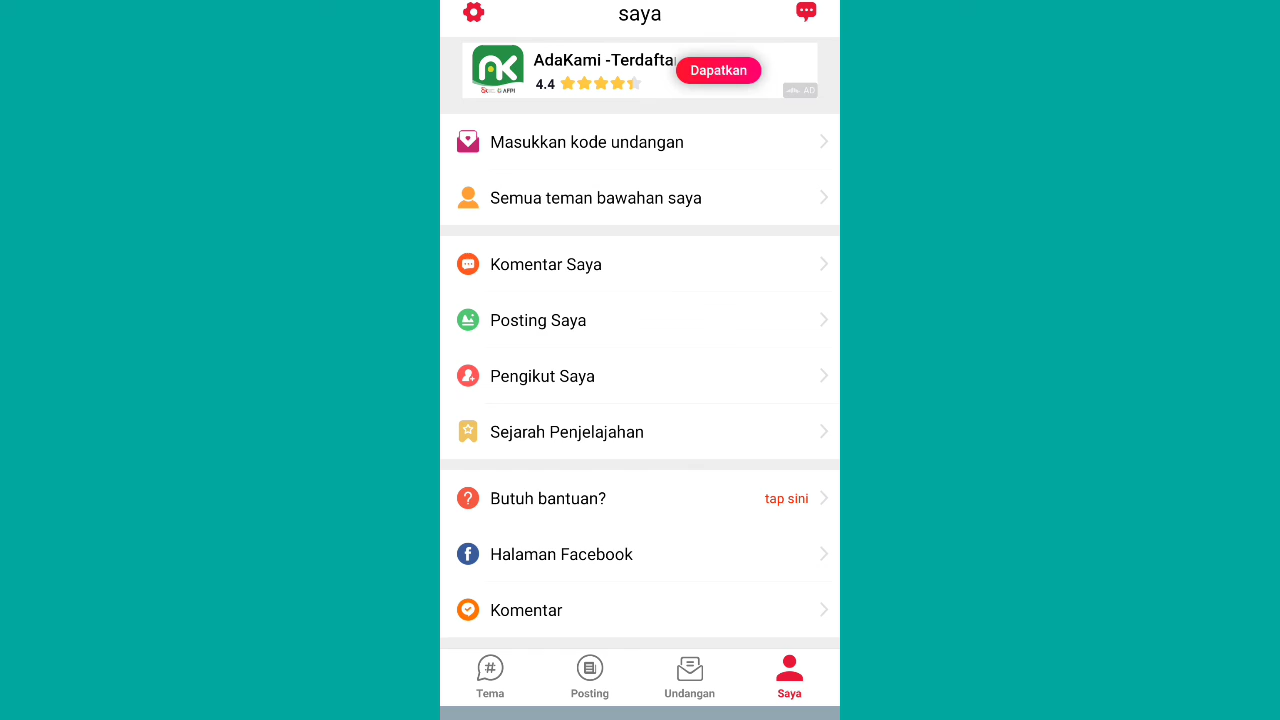 saya
AdaKami -Terdafta
Dapatkan
4.4
AD
Masukkan kode undangan
Semua teman bawahan saya
Komentar Saya
Posting Saya
Pengikut Saya
Sejarah Penjelajahan
Butuh bantuan?
tap sini
Halaman Facebook
Komentar
Tema
Posting
Undangan
Saya